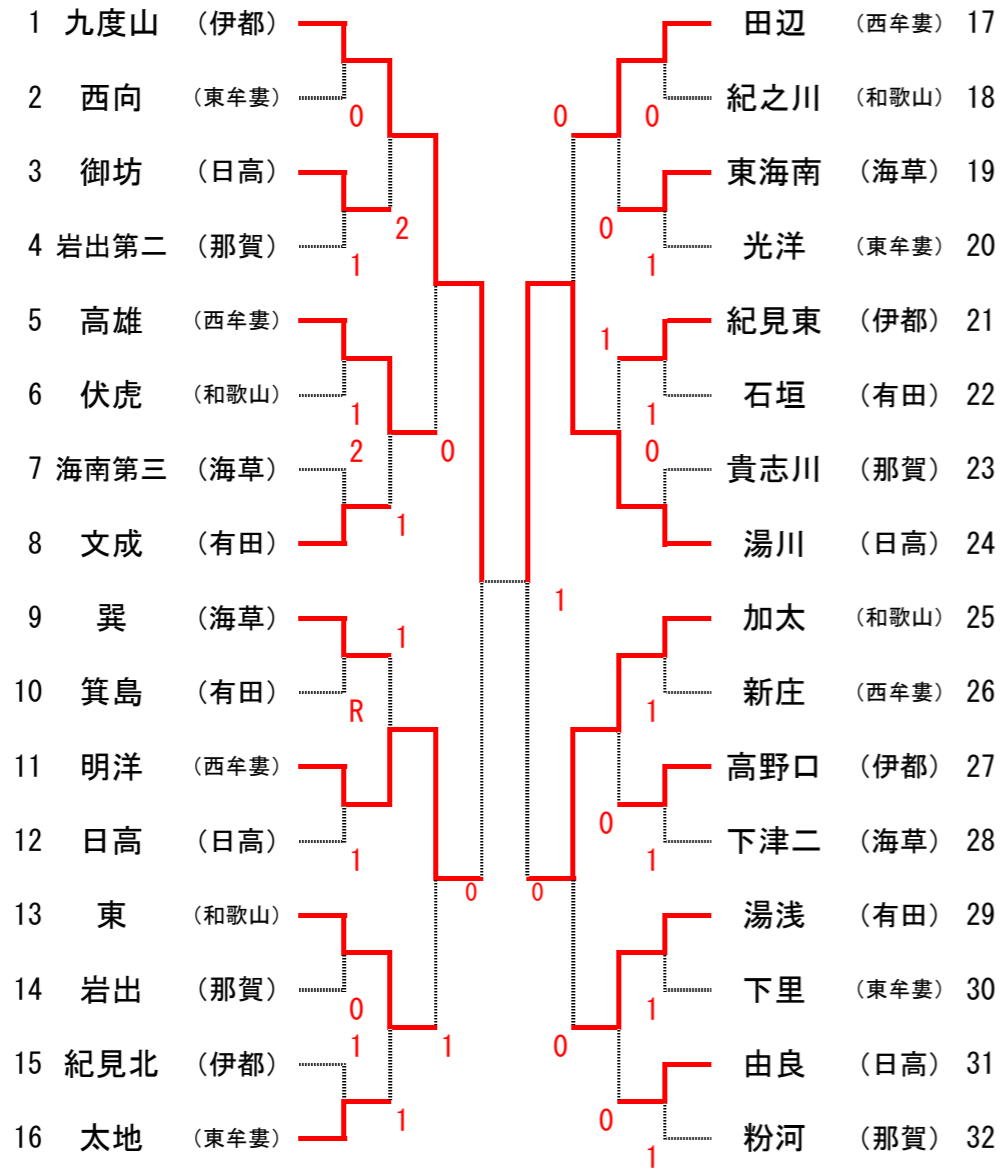 1 九度山 (伊都)
2 西向 (東牟婁)
0
3 御坊 (日高)
2
4 岩出第二 (那賀)
1
5 高雄 (西牟婁)
6 伏虎 (和歌山)
1
2
0
7 海南第三 (海草)
1
8 文成 (有田)
9 巽 (海草)
1
10 箕島 (有田)
R
11 明洋 (西牟婁)
12 日高 (日高)
1
0
13 東 (和歌山)
14 岩出 (那賀)
0
1
1
15 紀見北 (伊都)
1
16 太地 (東牟婁)
田辺 (西牟婁) 17
紀之川 (和歌山) 18
0
0
東海南 (海草) 19
0
光洋 (東牟婁) 20
1
紀見東 (伊都) 21
1
石垣 (有田) 22
1
0
貴志川 (那賀) 23
湯川 (日高) 24
1
加太 (和歌山) 25
新庄 (西牟婁) 26
1
高野口 (伊都) 27
0
下津二 (海草) 28
1
0
湯浅 (有田) 29
下里 (東牟婁) 30
1
0
由良 (日高) 31
0
粉河 (那賀) 32
1